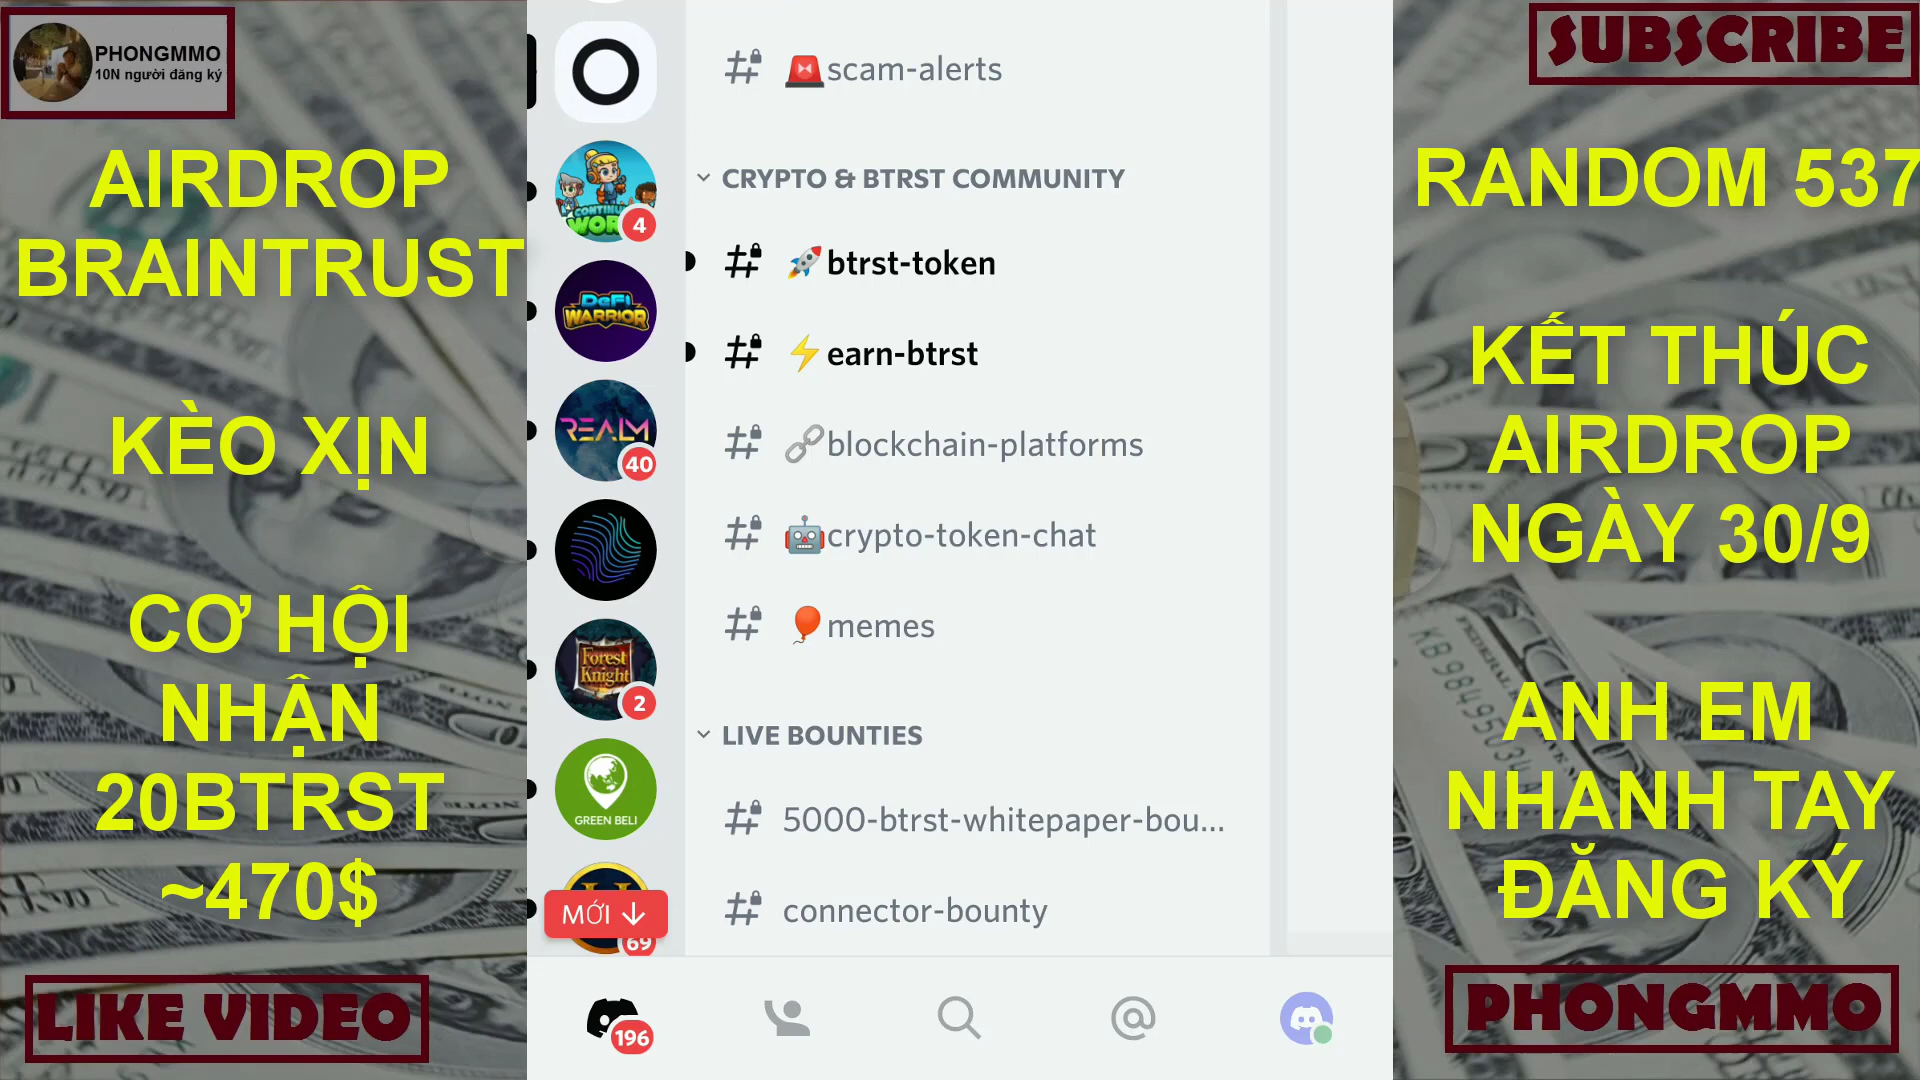 PHONGMMO
10N người đăng ký
AIRDROP
BRAINTRUST
KÈO XỊN
CƠ HỘI
NHẬN
20BTRST
~470$
LIKE VIDEO
scam-alerts
CRYPTO & BTRST COMMUNITY
btrst-token
earn-btrst
blockchain-platforms
crypto-token-chat
memes
LIVE BOUNTIES
5000-btrst-whitepaper-bou...
connector-bounty
4
DeFi
WARRIOR
REALM
40
Forest
Knight
2
GREEN BELI
MỚI ↓
69
196
SUBSCRIBE
RANDOM 537
KẾT THÚC
AIRDROP
NGÀY 30/9
ANH EM
NHANH TAY
ĐĂNG KÝ
PHONGMMO